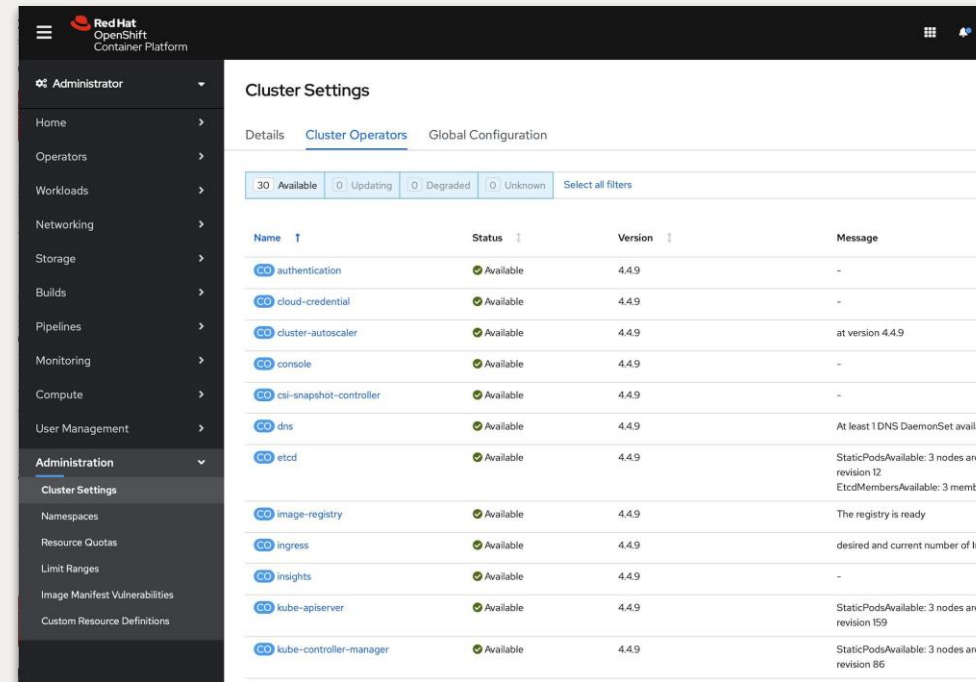 Red Hat
OpenShift
Container Platform
Administrator
Home
Operators
Workloads
Networking
Storage
Builds
Pipelines
Monitoring
Compute
User Management
Administration
Cluster Settings
Namespaces
Resource Quotas
Limit Ranges
Image Manifest Vulnerabilities
Custom Resource Definitions
Cluster Settings
Details Cluster Operators Global Configuration
30 Available 0 Updating 0 Degraded 0 Unknown Select all filters
Name Status Version Message
CO authentication Available 4.4.9 -
CO cloud-credential Available 4.4.9 -
CO cluster-autoscaler Available 4.4.9 at version 4.4.9
CO console Available 4.4.9 -
CO csi-snapshot-controller Available 4.4.9 -
CO dns Available 4.4.9 At least 1 DNS DaemonSet
CO etcd Available 4.4.9 StaticPodsAvailable: 3 nodes
revision 12
EtcdMembersAvailable: 3
CO image-registry Available 4.4.9 The registry is ready
CO ingress Available 4.4.9 desired and current number of
CO insights Available 4.4.9 -
CO kube-apiserver Available 4.4.9 StaticPodsAvailable: 3 nodes
revision 159
CO kube-controller-manager Available 4.4.9 StaticPodsAvailable: 3 nodes
revision 86